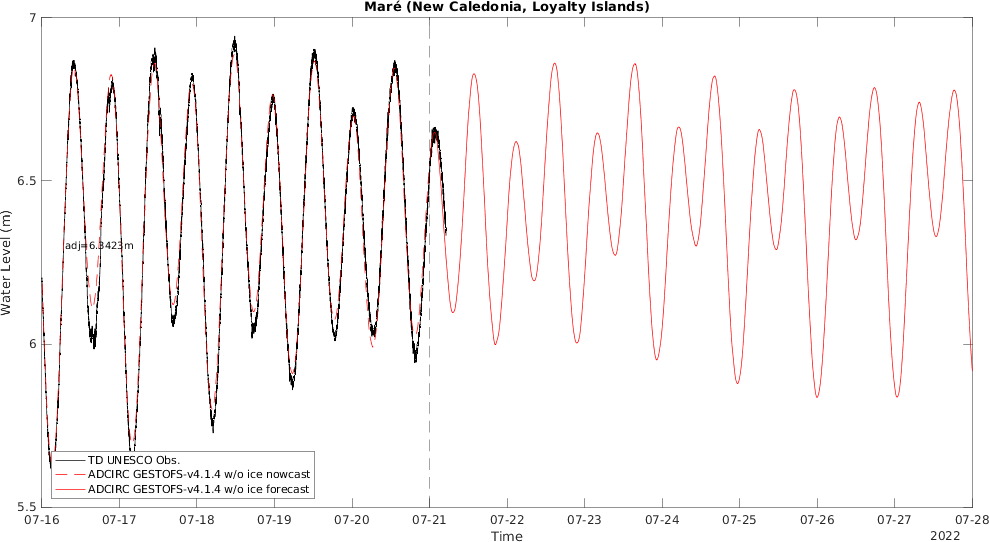 Maré (New Caledonia, Loyalty Islands)
7
6.5
6
5.5
Water Level (m)
adj=6.3423m
TD UNESCO Obs.
ADCIRC GESTOFS-v4.1.4 w/o ice nowcast
ADCIRC GESTOFS-v4.1.4 w/o ice forecast
07-16 07-17 07-18 07-19 07-20 07-21 07-22 07-23 07-24 07-25 07-26 07-27 07-28
Time
2022